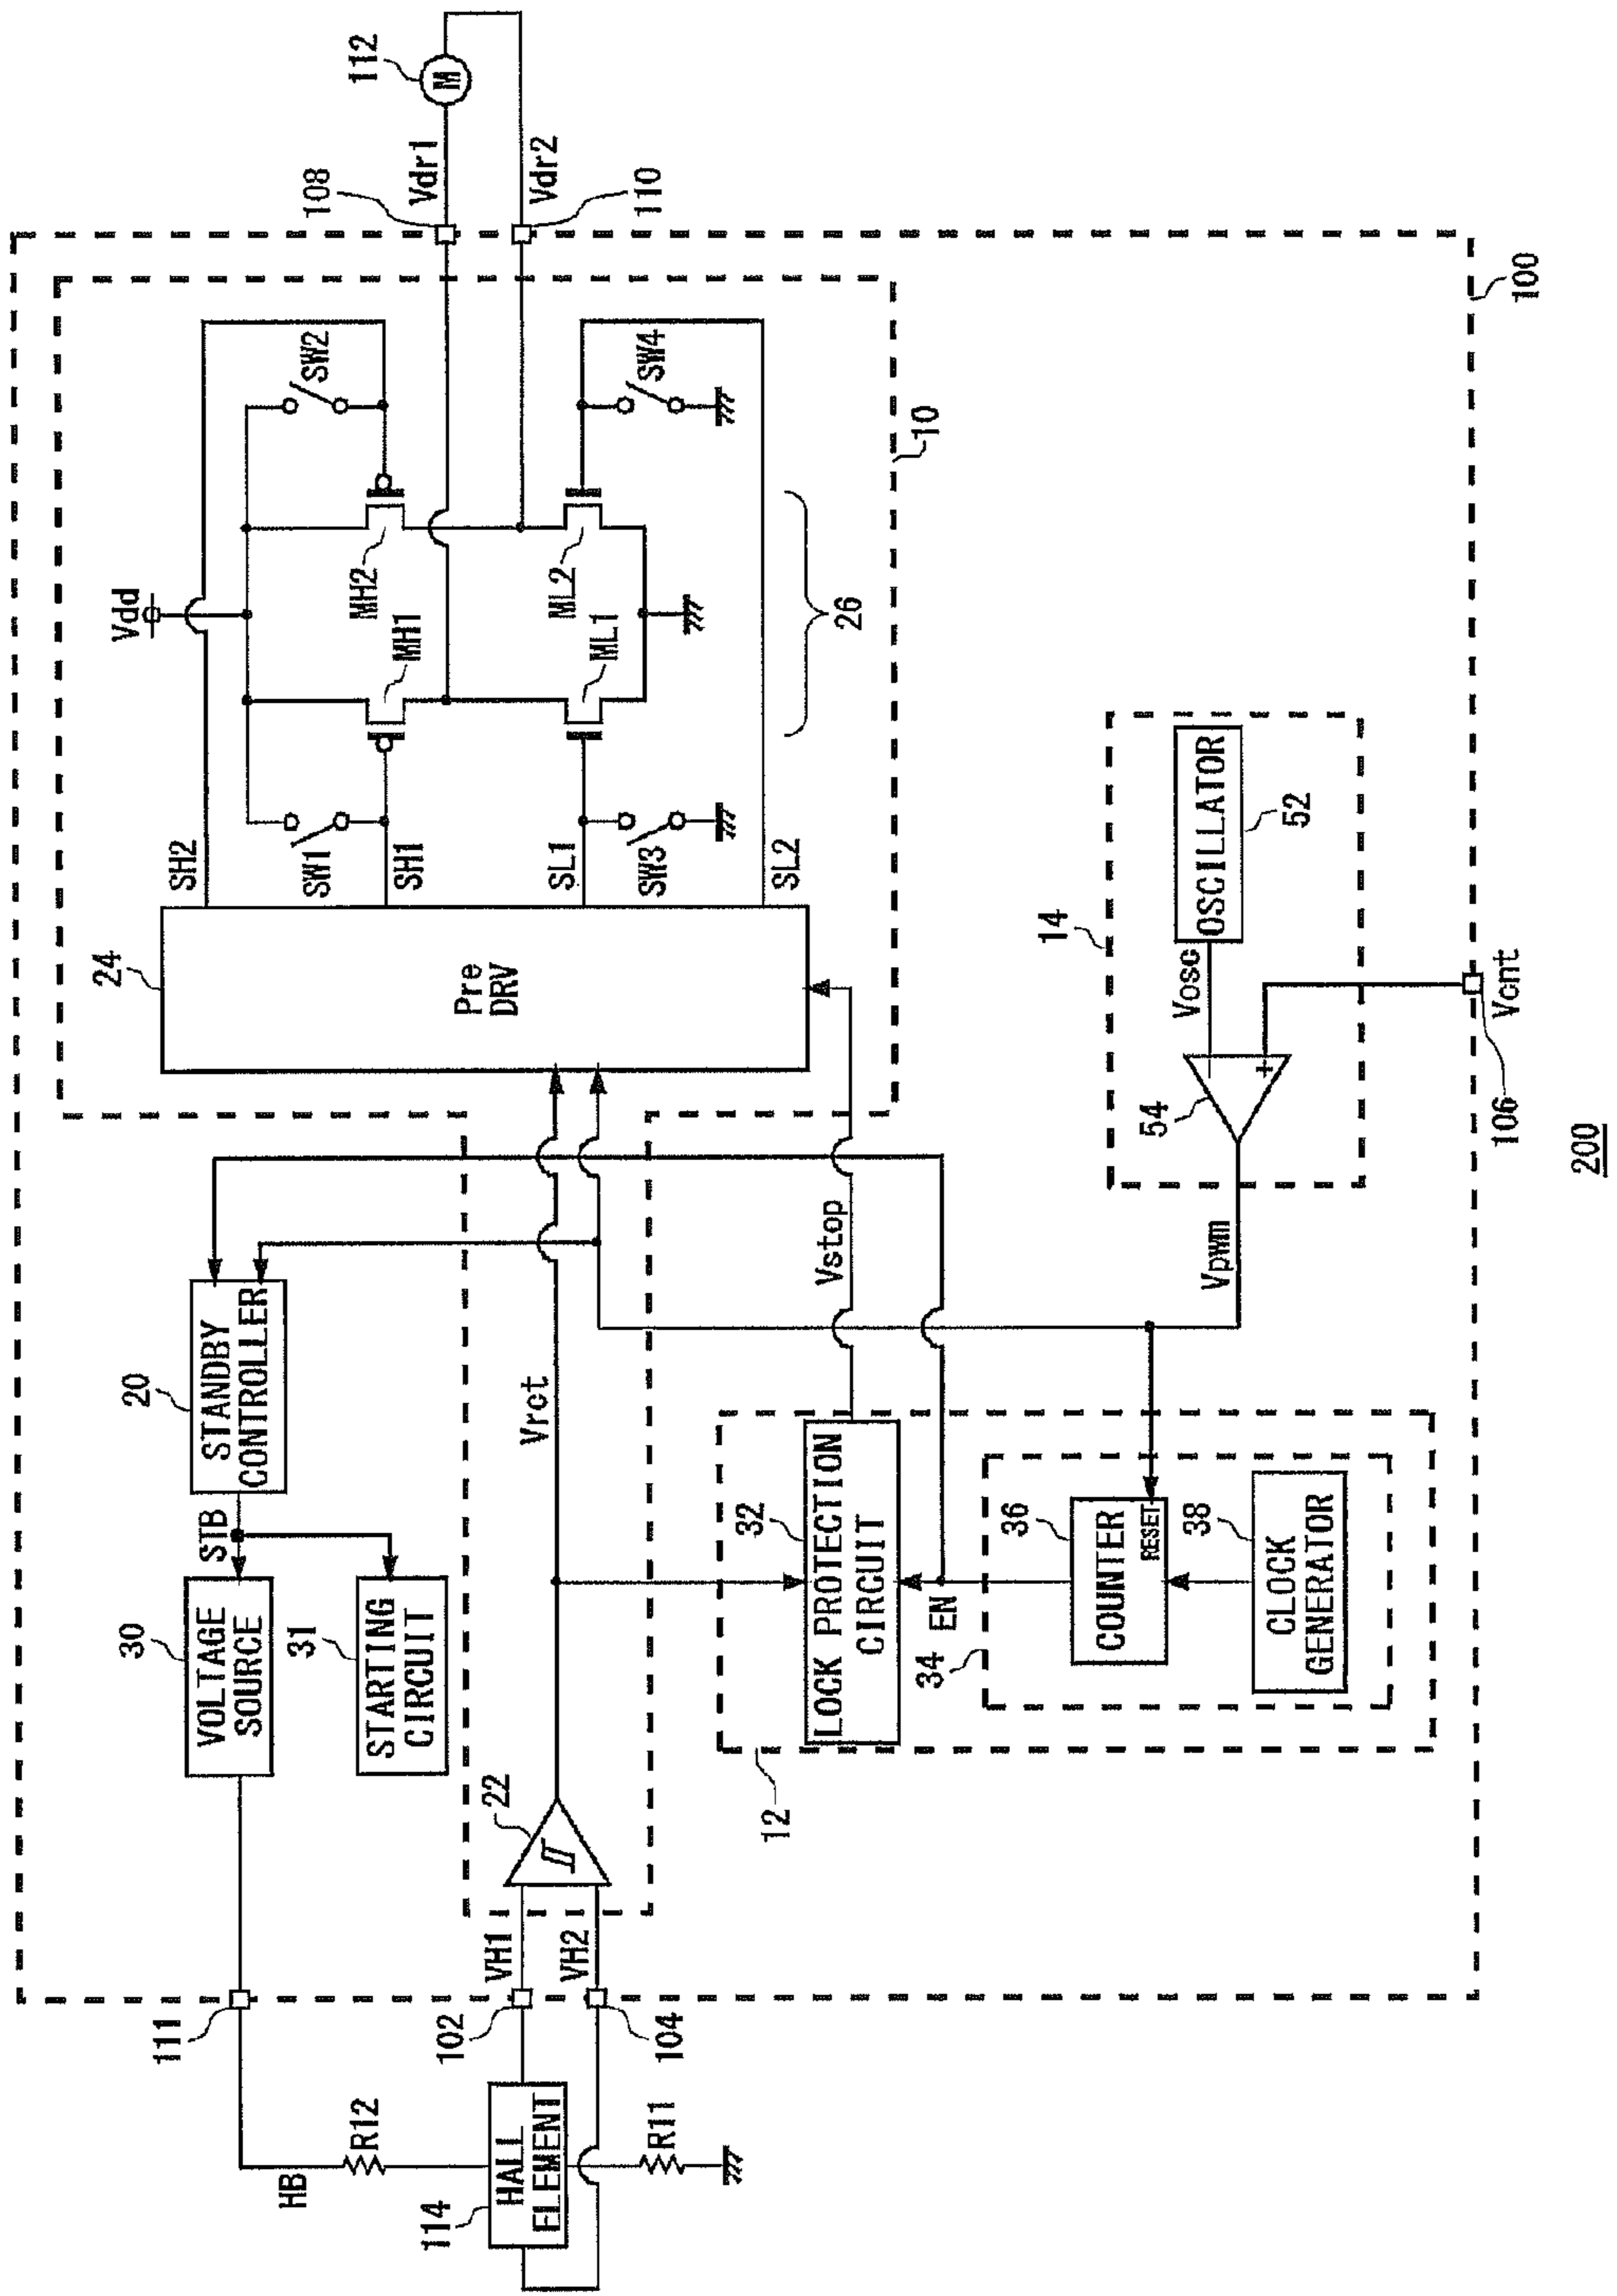 200
100
111
HB
R12
114
HALL
ELEMENT
R11
102
104
VH1
VH2
22
30
VOLTAGE
SOURCE
31
STARTING
CIRCUIT
STB
20
STANDBY
CONTROLLER
Vrct
12
32
LOCK PROTECTION
CIRCUIT
Vstop
EN
34
36
COUNTER
RESET
38
CLOCK
GENERATOR
Vpwm
14
54
-
+
Vosc
OSCILLATOR
52
106
Vcnt
24
Pre
DRV
SH2
SW1
SH1
SL1
SW3
SL2
Vdd
MH1
MH2
ML1
ML2
26
SW2
SW4
10
108
Vdr1
Vdr2
110
112
M